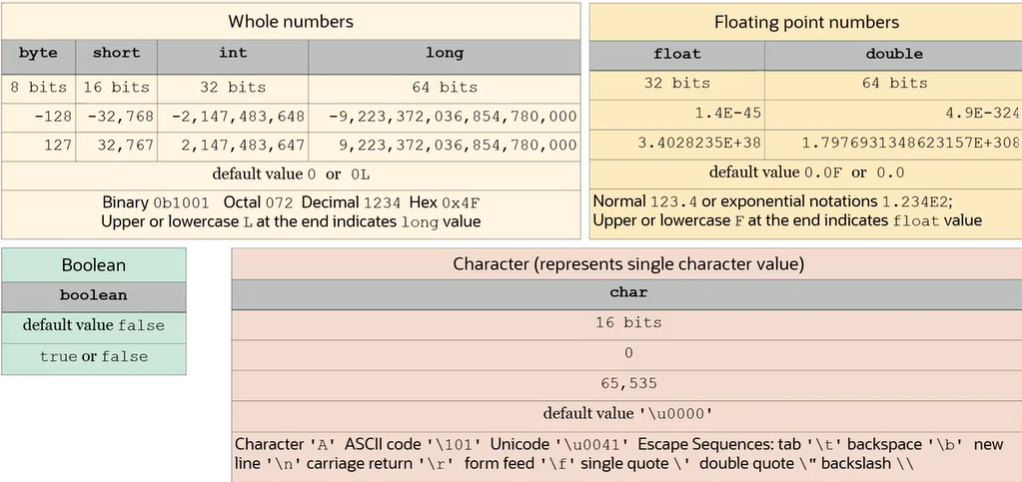 Whole numbers
byte short int long
8 bits 16 bits 32 bits 64 bits
-128 -32,768 -2,147,483,648 -9,223,372,036,854,780,000
127 32,767 2,147,483,647 9,223,372,036,854,780,000
default value 0 or 0L
Binary 0b1001 Octal 072 Decimal 1234 Hex 0x4F
Upper or lowercase L at the end indicates long value
Floating point numbers
float double
32 bits 64 bits
1.4E-45 4.9E-324
3.4028235E+38 1.7976931348623157E+308
default value 0.0F or 0.0
Normal 123.4 or exponential notations 1.234E2;
Upper or lowercase F at the end indicates float value
Boolean
boolean
default value false
true or false
Character (represents single character value)
char
16 bits
0
65,535
default value '\u0000'
Character 'A' ASCII code '\101' Unicode '\u0041' Escape Sequences: tab '\t' backspace '\b' new
line '\n' carriage return '\r' form feed '\f' single quote \' double quote \" backslash \\